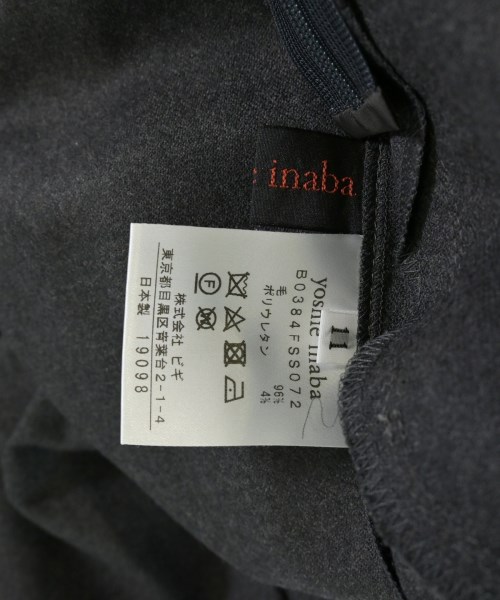 inaba
11
yoshie inaba
B0384FSS072
毛 96%
ポリウレタン 4%
株式会社 ビギ
東京都目黒区青葉台2-1-4
日本製 19098